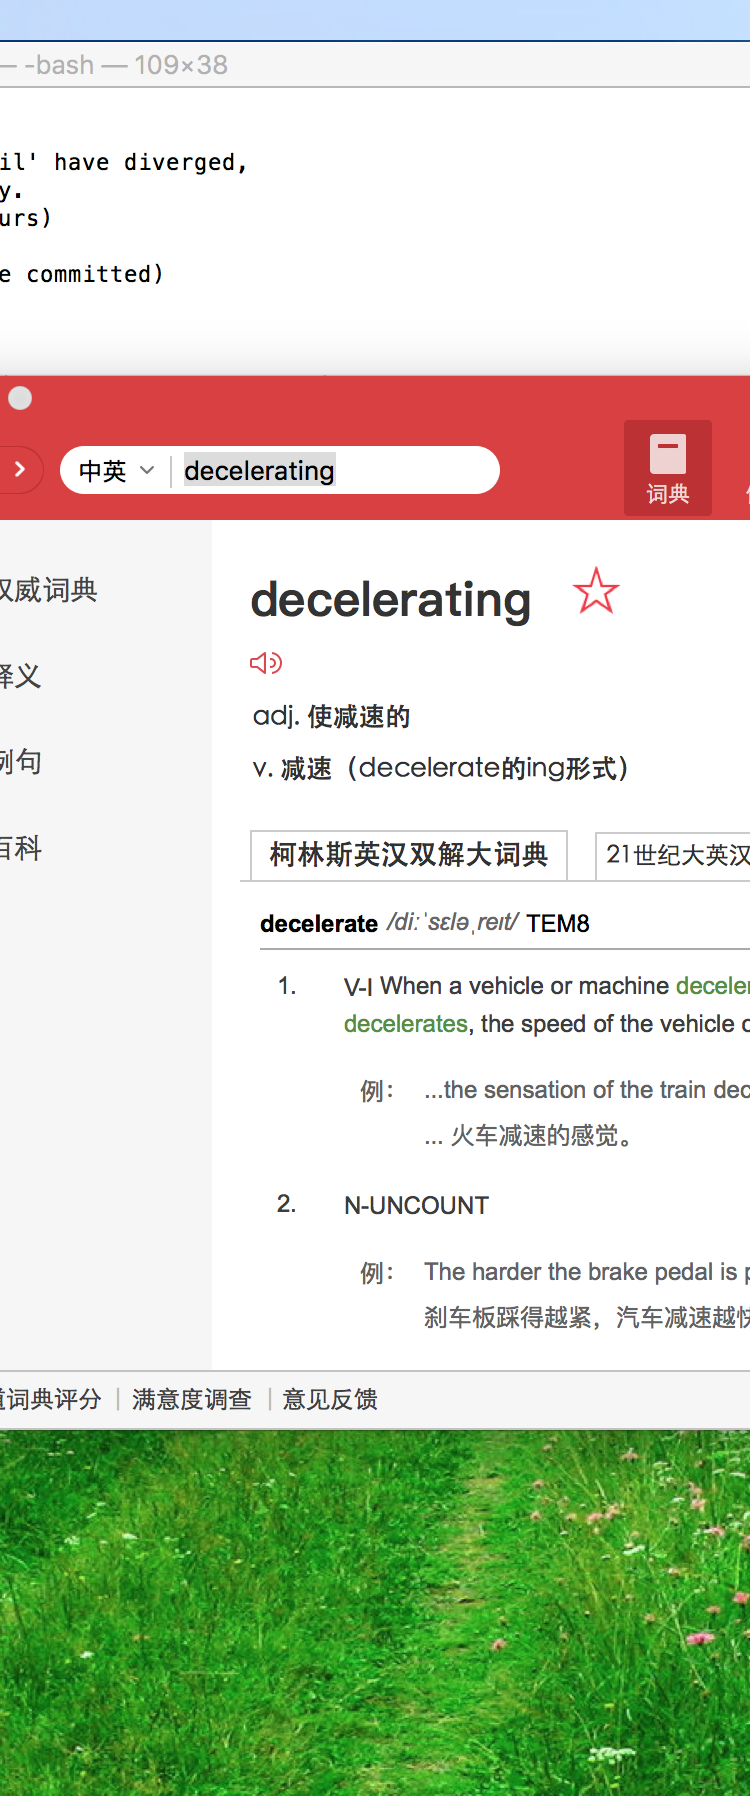 — -bash — 109×38
il' have diverged,
y.
urs)
e committed)
中英 decelerating
词典
权威词典
释义
例句
百科
decelerating
adj. 使减速的
v. 减速（decelerate的ing形式）
柯林斯英汉双解大词典 21世纪大英汉
decelerate /diːˈsɛləˌreɪt/ TEM8
1. V-I When a vehicle or machine deceler
decelerates, the speed of the vehicle o
例： ...the sensation of the train dec
... 火车减速的感觉。
2. N-UNCOUNT
例： The harder the brake pedal is p
刹车板踩得越紧，汽车减速越快
道词典评分 | 满意度调查 | 意见反馈